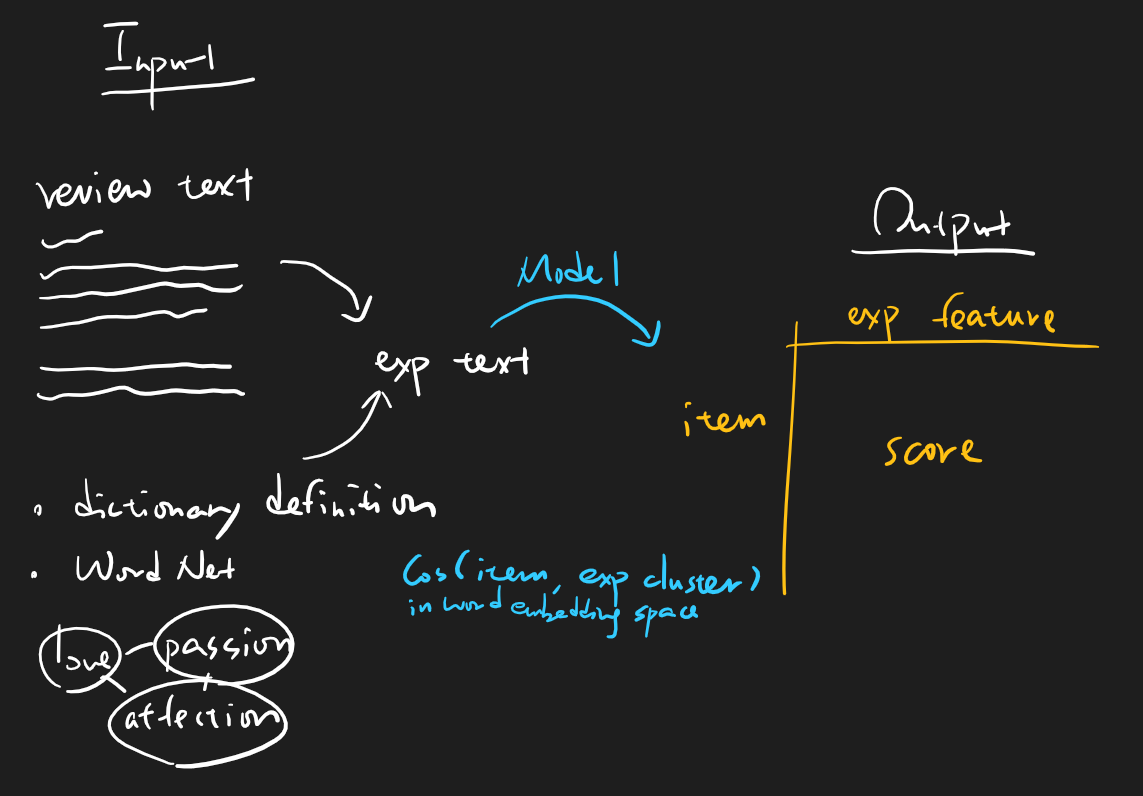 Input
review text
exp text
• dictionary definition
• Word Net
love
passion
affection
Model
Cos(item, exp cluster)
in word embedding space
Output
exp feature
item
score